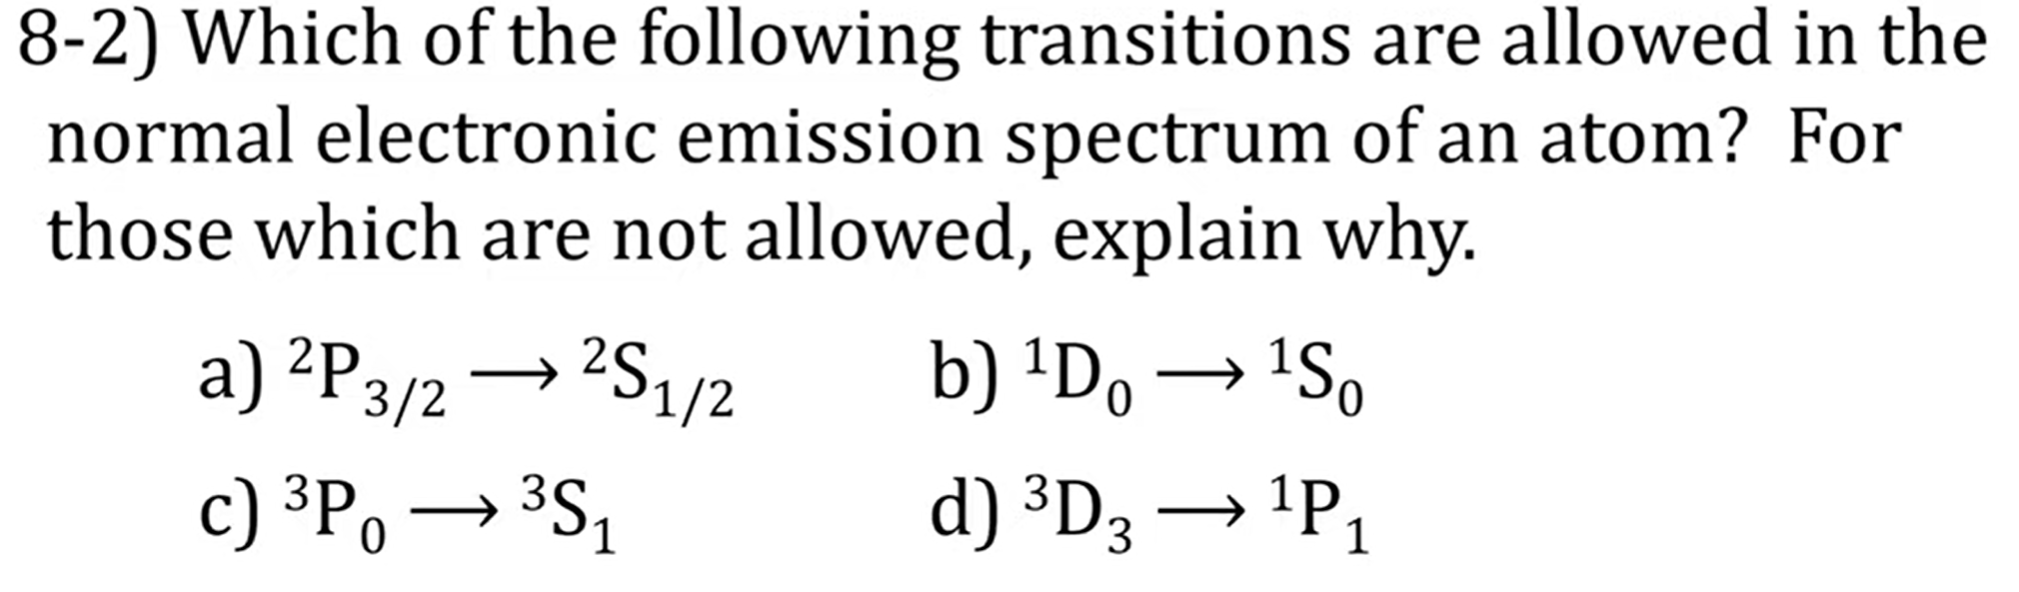 8-2) Which of the following transitions are allowed in the
normal electronic emission spectrum of an atom?  For
those which are not allowed, explain why.
a) ²P₃/₂ ⟶ ²S₁/₂ b) ¹D₀ ⟶ ¹S₀
c) ³P₀ ⟶ ³S₁ d) ³D₃ ⟶ ¹P₁